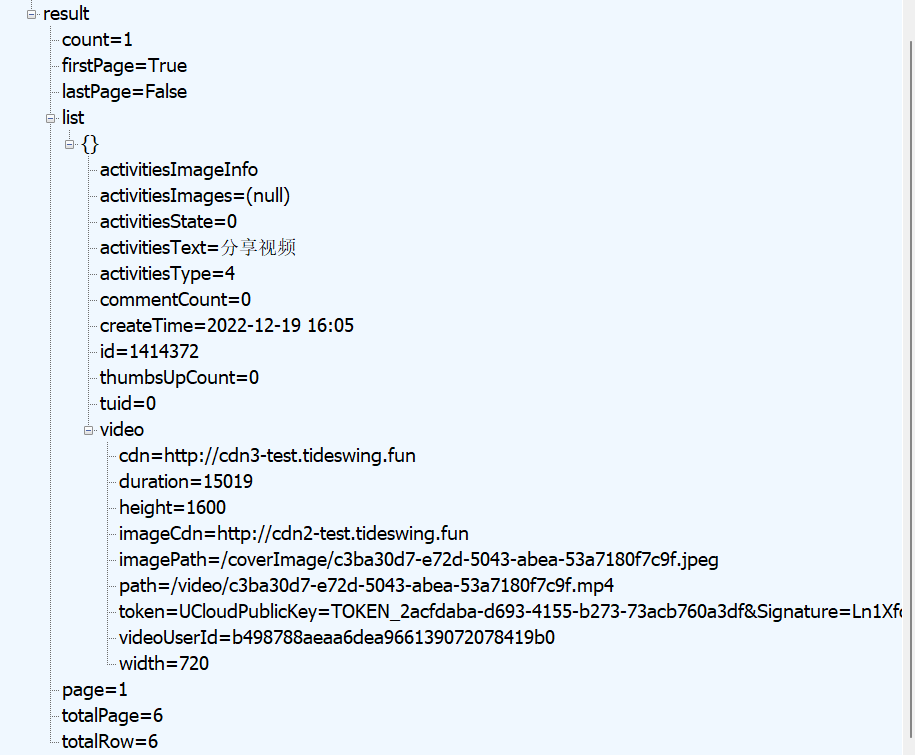 result
count=1
firstPage=True
lastPage=False
list
{}
activitiesImageInfo
activitiesImages=(null)
activitiesState=0
activitiesText=分享视频
activitiesType=4
commentCount=0
createTime=2022-12-19 16:05
id=1414372
thumbsUpCount=0
tuid=0
video
cdn=http://cdn3-test.tideswing.fun
duration=15019
height=1600
imageCdn=http://cdn2-test.tideswing.fun
imagePath=/coverImage/c3ba30d7-e72d-5043-abea-53a7180f7c9f.jpeg
path=/video/c3ba30d7-e72d-5043-abea-53a7180f7c9f.mp4
token=UCloudPublicKey=TOKEN_2acfdaba-d693-4155-b273-73acb760a3df&Signature=Ln1Xfc
videoUserId=b498788aeaa6dea966139072078419b0
width=720
page=1
totalPage=6
totalRow=6